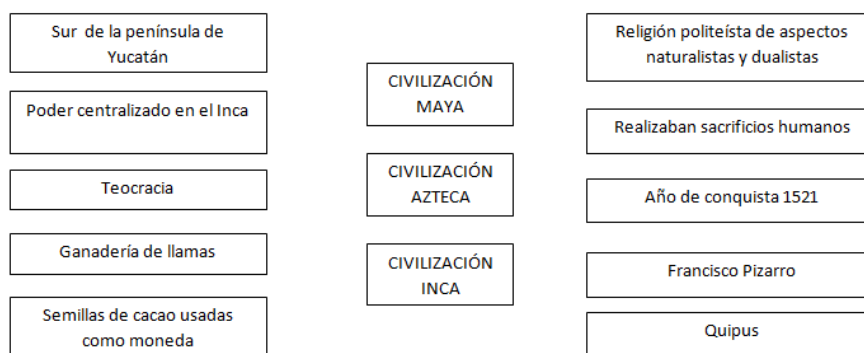 Sur de la península de
Yucatán
Poder centralizado en el Inca
Teocracia
Ganadería de llamas
Semillas de cacao usadas
como moneda
CIVILIZACIÓN
MAYA
CIVILIZACIÓN
AZTECA
CIVILIZACIÓN
INCA
Religión politeísta de aspectos
naturalistas y dualistas
Realizaban sacrificios humanos
Año de conquista 1521
Francisco Pizarro
Quipus